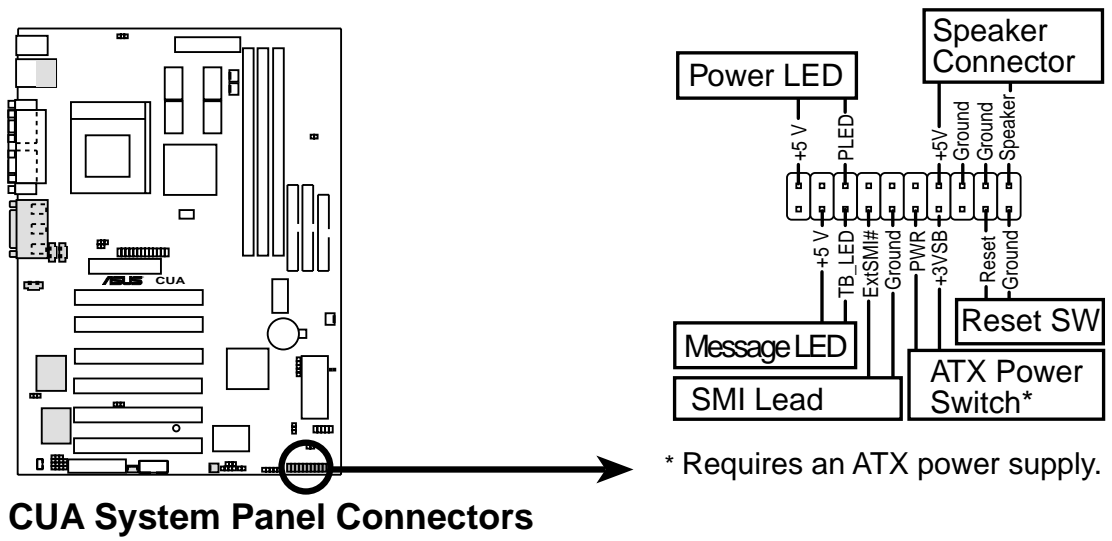 Speaker
Connector
Power LED
+5 V
PLED
+5V
Ground
Ground
Speaker
+5 V
TB_LED
ExtSMI#
Ground
PWR
+3VSB
Reset
Ground
Reset SW
Message LED
ATX Power
Switch*
SMI Lead
* Requires an ATX power supply.
ASUS CUA
CUA System Panel Connectors